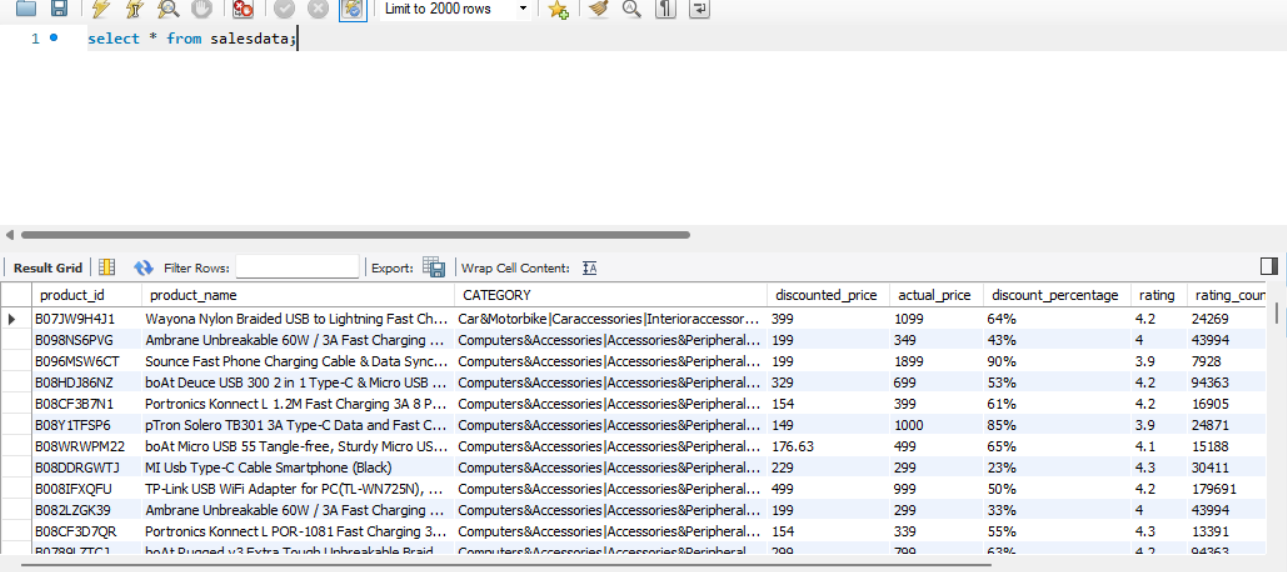 Limit to 2000 rows
1 select * from salesdata;
Result Grid Filter Rows: Export: Wrap Cell Content:
product_id product_name CATEGORY discounted_price actual_price discount_percentage rating rating_coun
B07JW9H4J1 Wayona Nylon Braided USB to Lightning Fast Ch... Car&Motorbike|Caraccessories|Interioraccessor... 399 1099 64% 4.2 24269
B098NS6PVG Ambrane Unbreakable 60W / 3A Fast Charging ... Computers&Accessories|Accessories&Peripheral... 199 349 43% 4 43994
B096MSW6CT Sounce Fast Phone Charging Cable & Data Sync... Computers&Accessories|Accessories&Peripheral... 199 1899 90% 3.9 7928
B08HDJ86NZ boAt Deuce USB 300 2 in 1 Type-C & Micro USB ... Computers&Accessories|Accessories&Peripheral... 329 699 53% 4.2 94363
B08CF3B7N1 Portronics Konnect L 1.2M Fast Charging 3A 8 P... Computers&Accessories|Accessories&Peripheral... 154 399 61% 4.2 16905
B08Y1TFSP6 pTron Solero TB301 3A Type-C Data and Fast C... Computers&Accessories|Accessories&Peripheral... 149 1000 85% 3.9 24871
B08WRWPM22 boAt Micro USB 55 Tangle-free, Sturdy Micro US... Computers&Accessories|Accessories&Peripheral... 176.63 499 65% 4.1 15188
B08DDRGWTJ MI Usb Type-C Cable Smartphone (Black) Computers&Accessories|Accessories&Peripheral... 229 299 23% 4.3 30411
B008IFXQFU TP-Link USB WiFi Adapter for PC(TL-WN725N), ... Computers&Accessories|Accessories&Peripheral... 499 999 50% 4.2 179691
B082LZGK39 Ambrane Unbreakable 60W / 3A Fast Charging ... Computers&Accessories|Accessories&Peripheral... 199 299 33% 4 43994
B08CF3D7QR Portronics Konnect L POR-1081 Fast Charging 3... Computers&Accessories|Accessories&Peripheral... 154 339 55% 4.3 13391
B0789LZTCJ boAt Rugged v3 Extra Tough Unbreakable Braid... Computers&Accessories|Accessories&Peripheral... 299 799 63% 4.2 94363